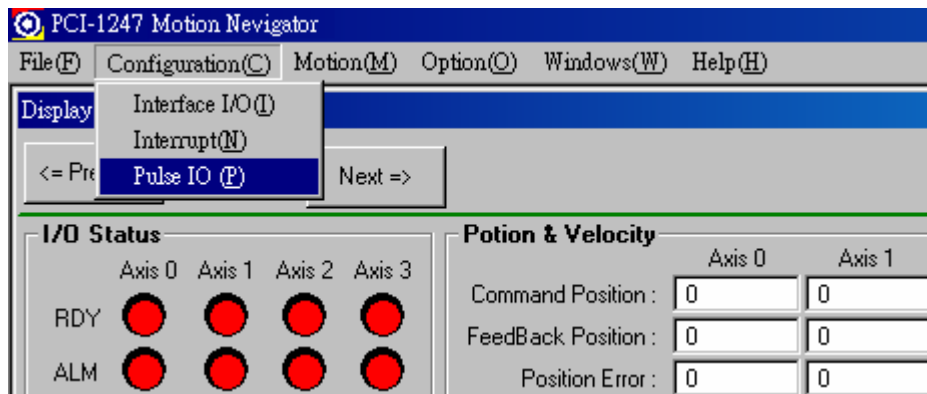 PCI-1247 Motion Nevigator
File(F) Configuration(C) Motion(M) Option(O) Windows(W) Help(H)
Display
Interface I/O(I)
Interrupt(N)
Pulse IO (P)
<= Pre
Next =>
I/O Status
Axis 0 Axis 1 Axis 2 Axis 3
RDY
ALM
Potion & Velocity
Axis 0 Axis 1
Command Position : 0 0
FeedBack Position : 0 0
Position Error : 0 0